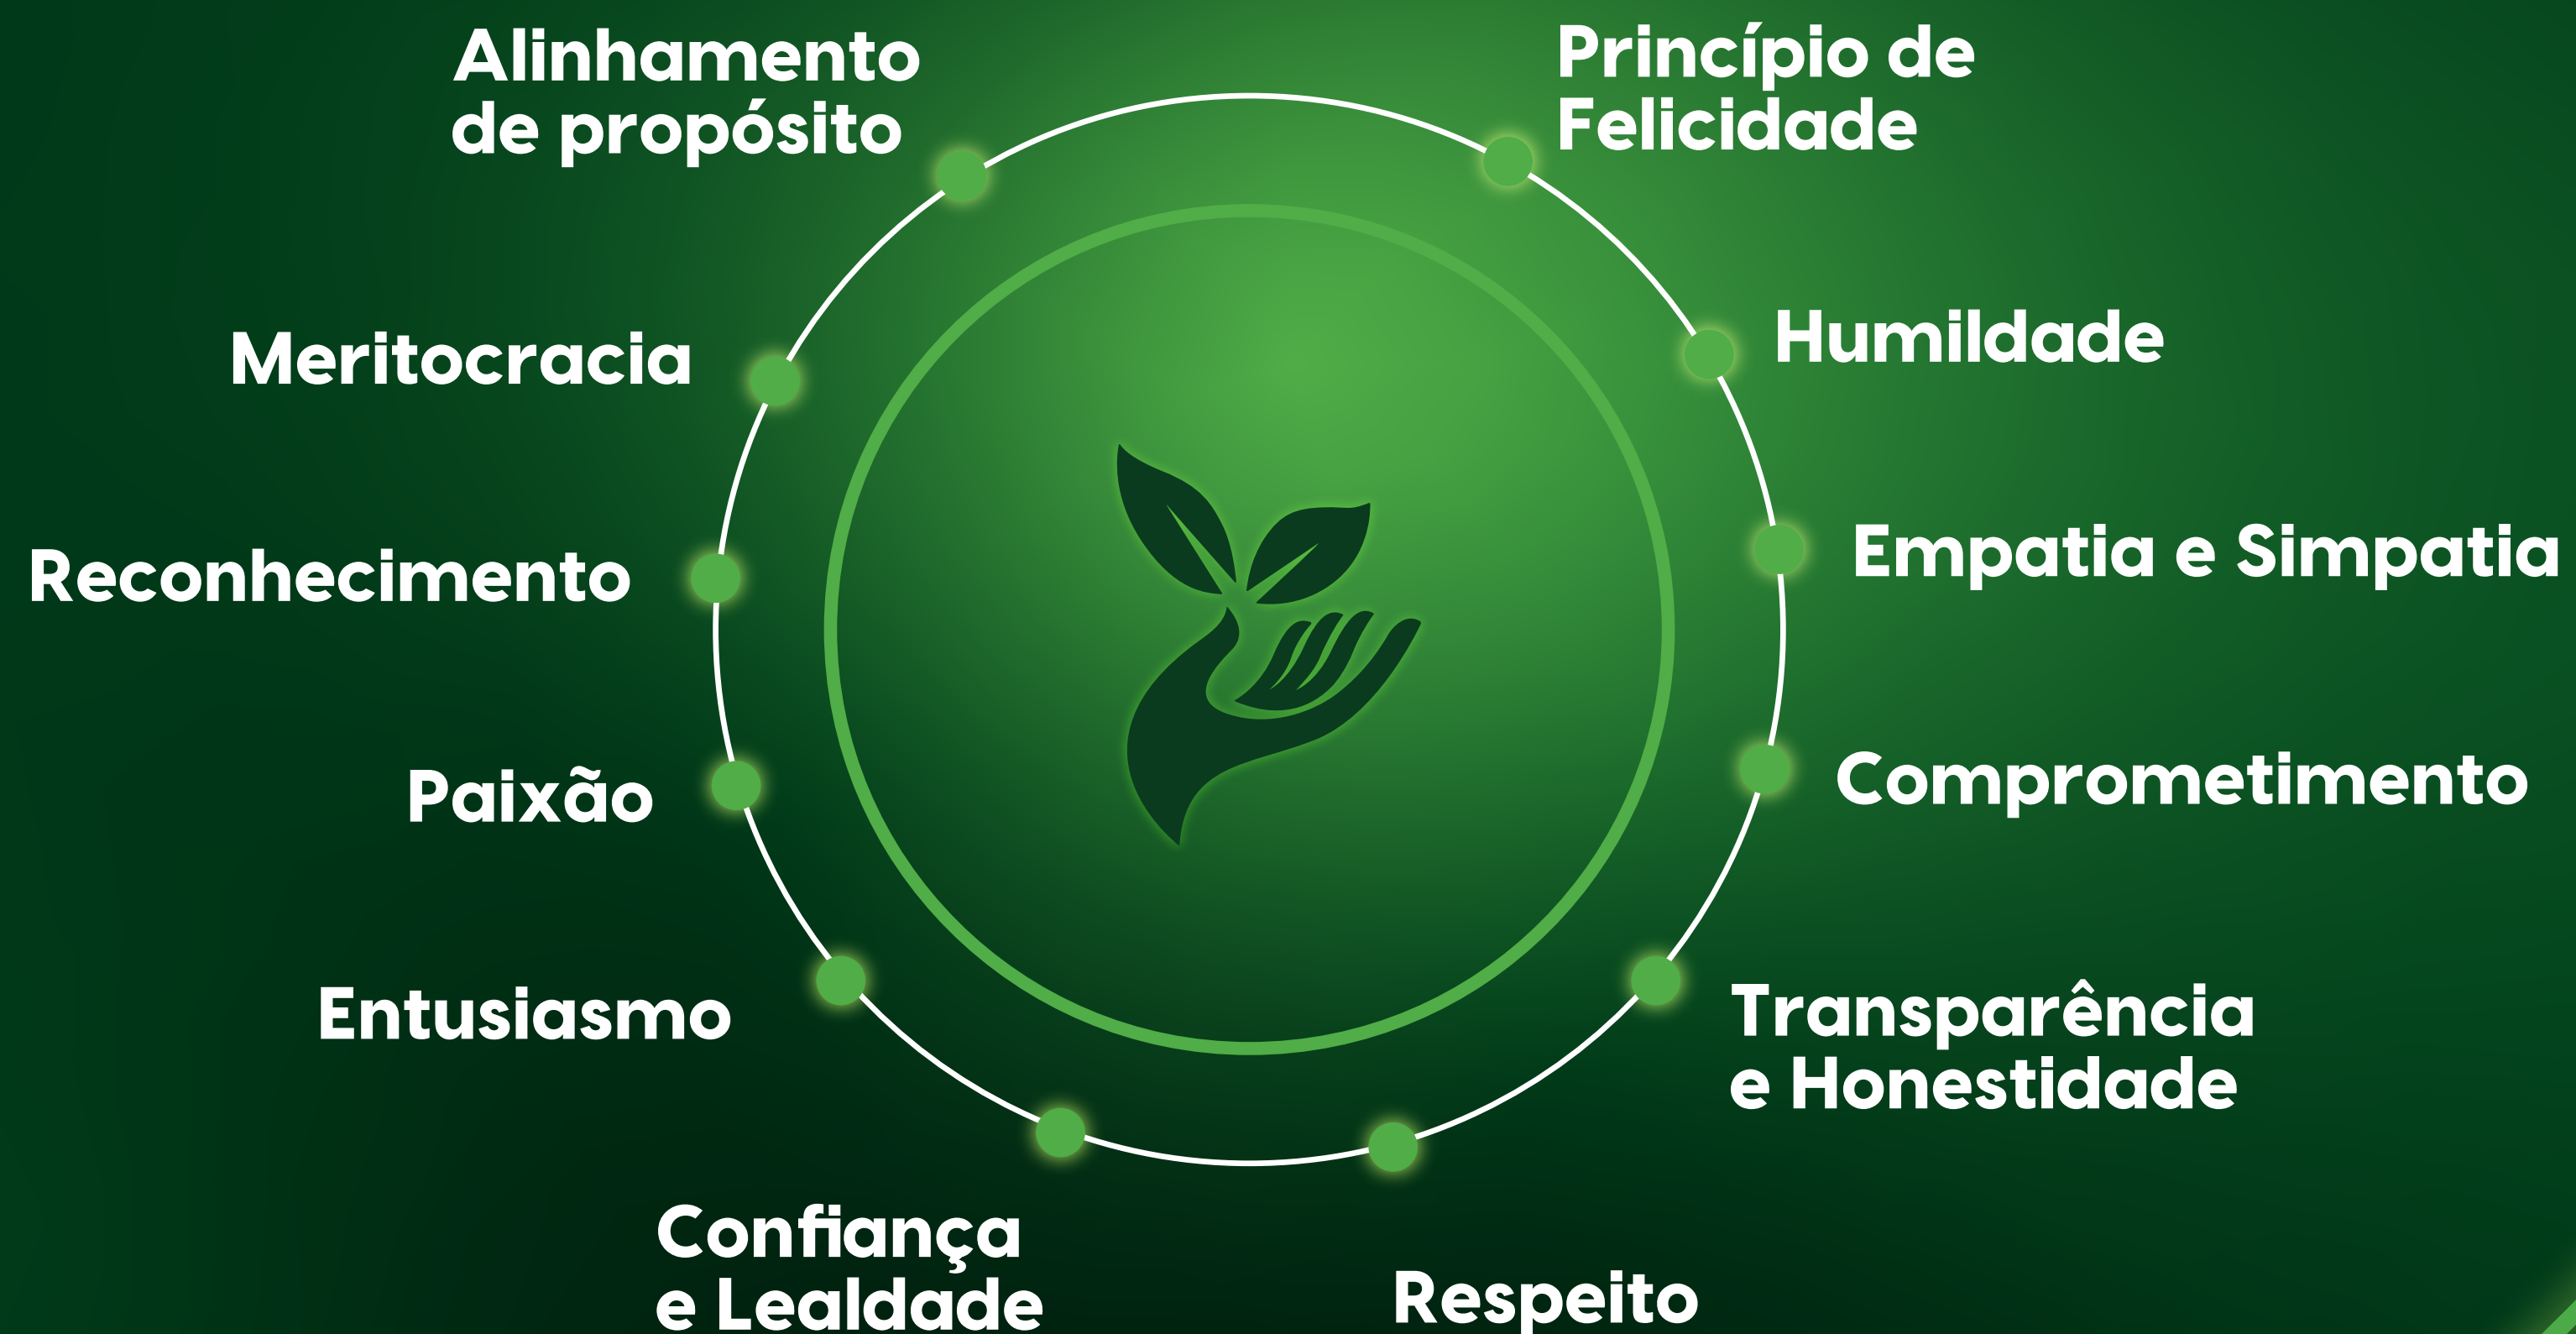 Alinhamento
de propósito
Princípio de
Felicidade
Meritocracia
Humildade
Reconhecimento
Empatia e Simpatia
Paixão
Comprometimento
Entusiasmo
Transparência
e Honestidade
Confiança
e Lealdade
Respeito